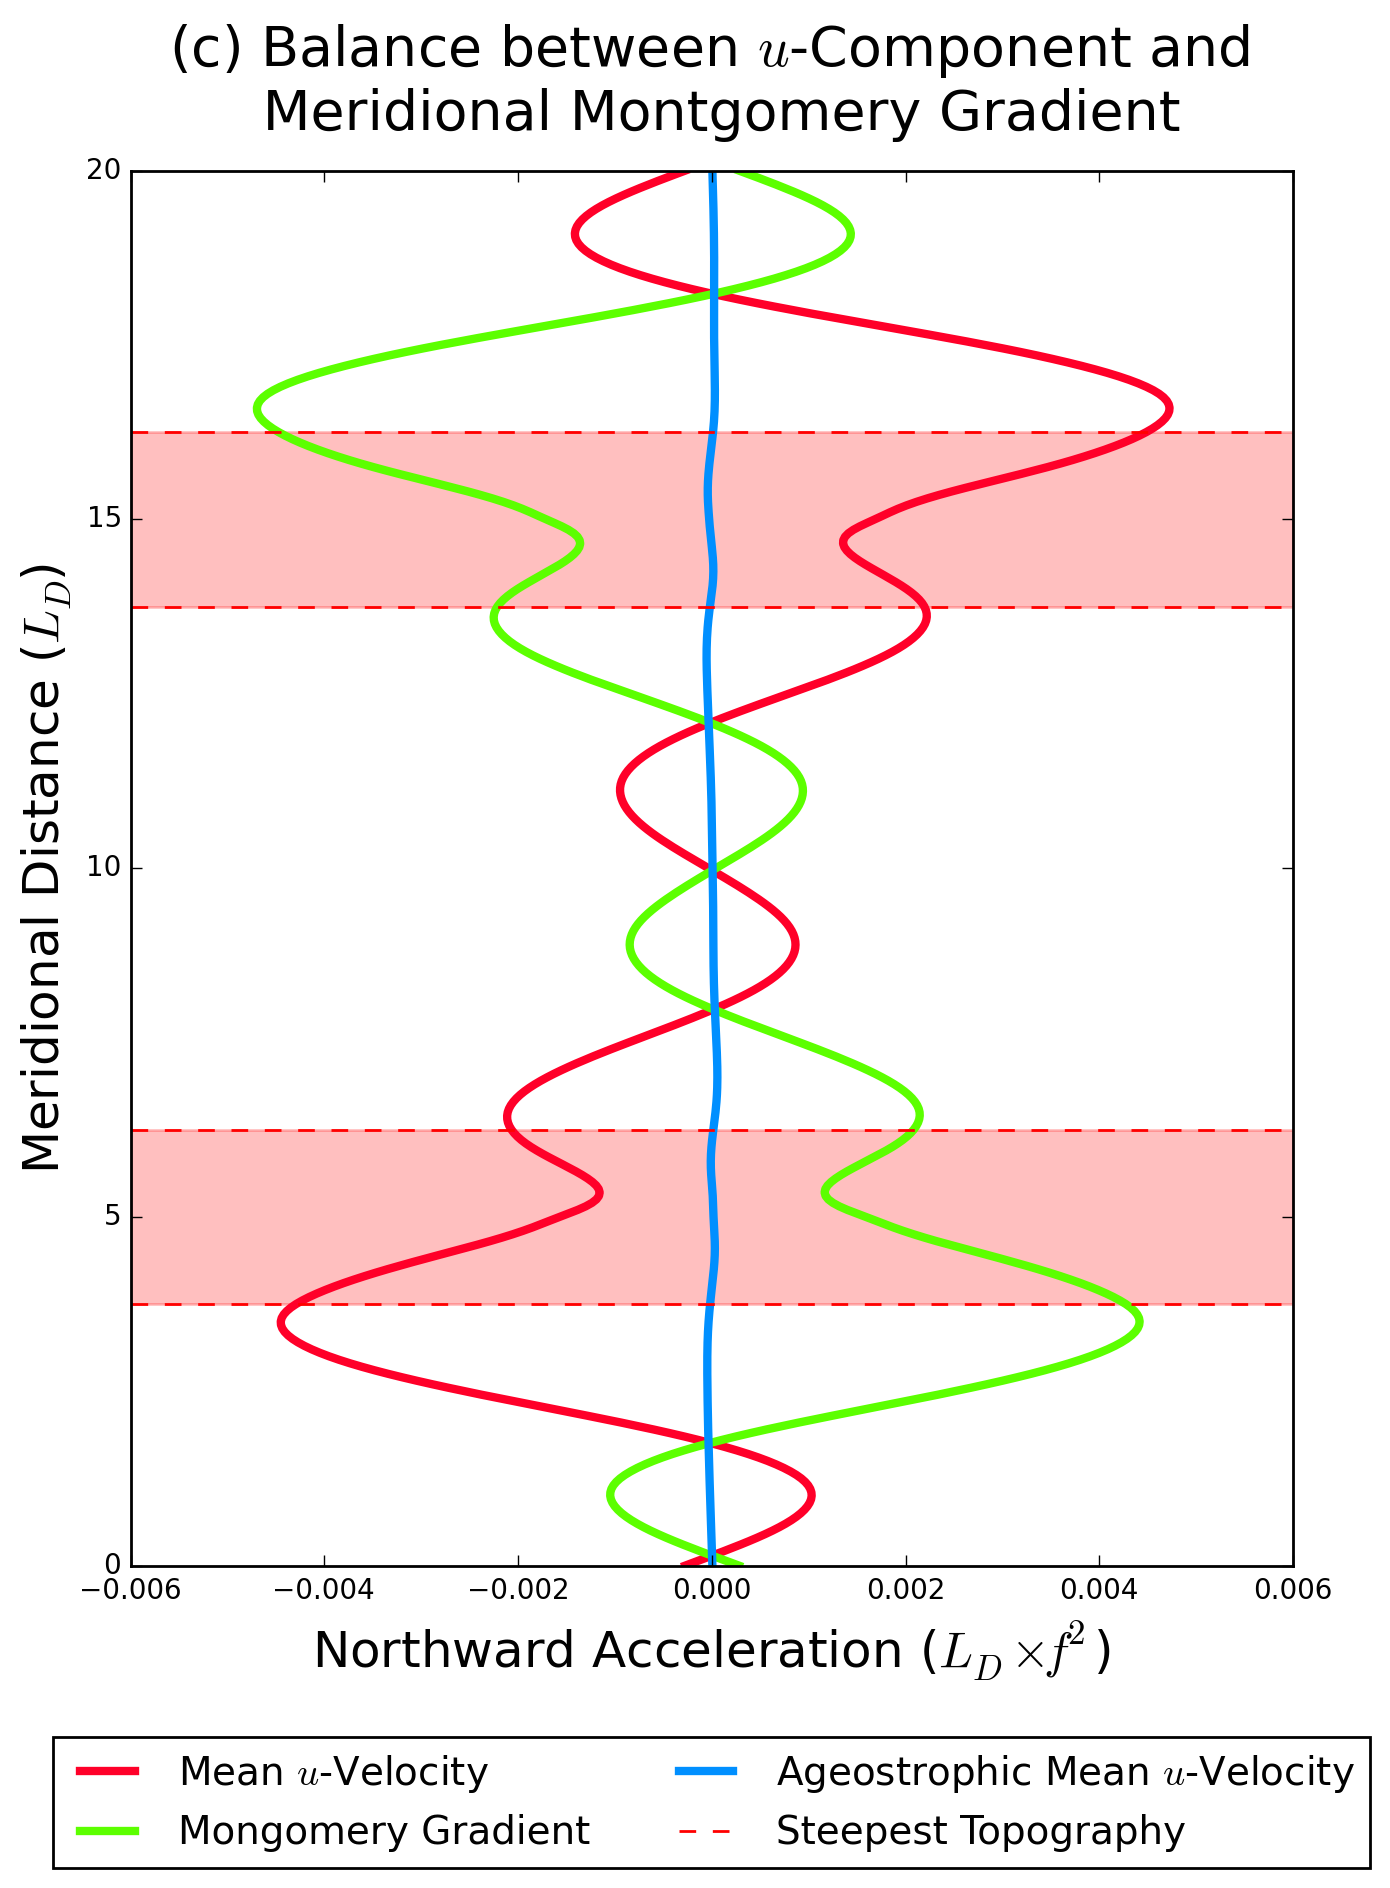 (c) Balance between u-Component and
Meridional Montgomery Gradient
20
15
10
5
0
Meridional Distance (L_D)
−0.006 −0.004 −0.002 0.000 0.002 0.004 0.006
Northward Acceleration (L_D × f²)
Mean u-Velocity
Mongomery Gradient
Ageostrophic Mean u-Velocity
Steepest Topography